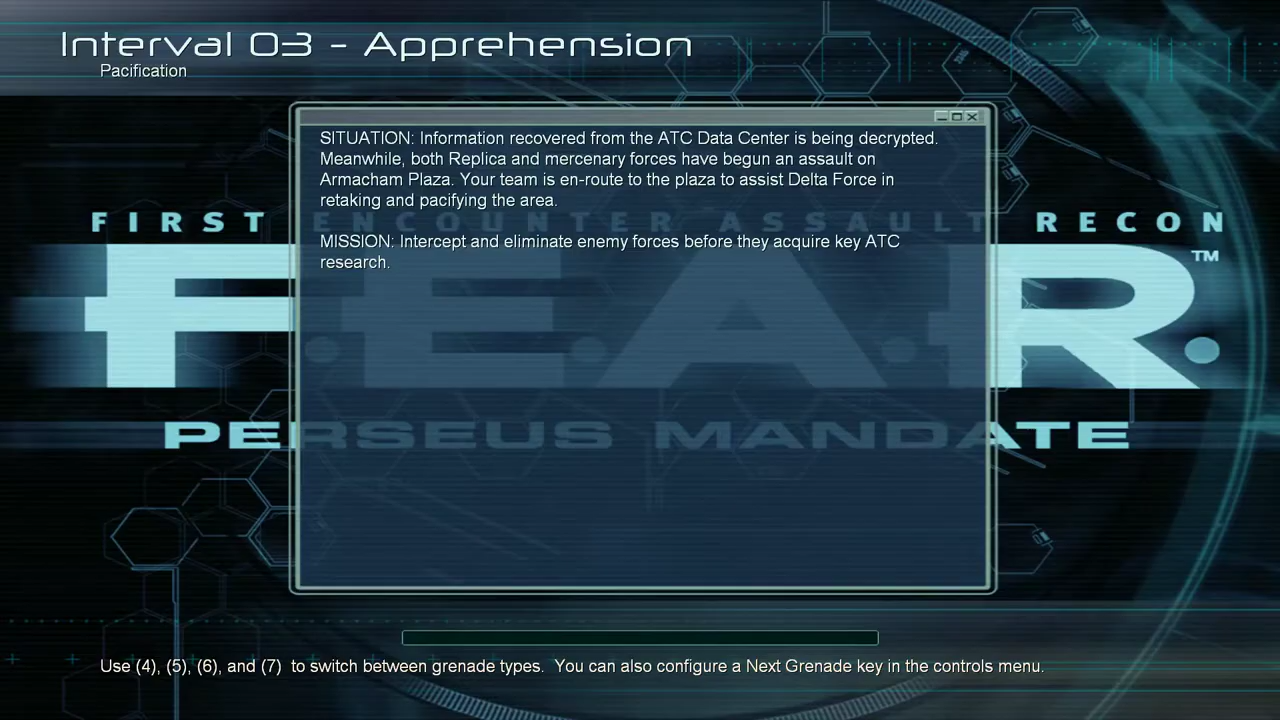 Interval 03 - Apprehension
Pacification
SITUATION: Information recovered from the ATC Data Center is being decrypted.
Meanwhile, both Replica and mercenary forces have begun an assault on
Armacham Plaza. Your team is en-route to the plaza to assist Delta Force in
retaking and pacifying the area.
MISSION: Intercept and eliminate enemy forces before they acquire key ATC
research.
FIRST ENCOUNTER ASSAULT RECON
F.E.A.R.™
PERSEUS MANDATE
Use (4), (5), (6), and (7) to switch between grenade types. You can also configure a Next Grenade key in the controls menu.